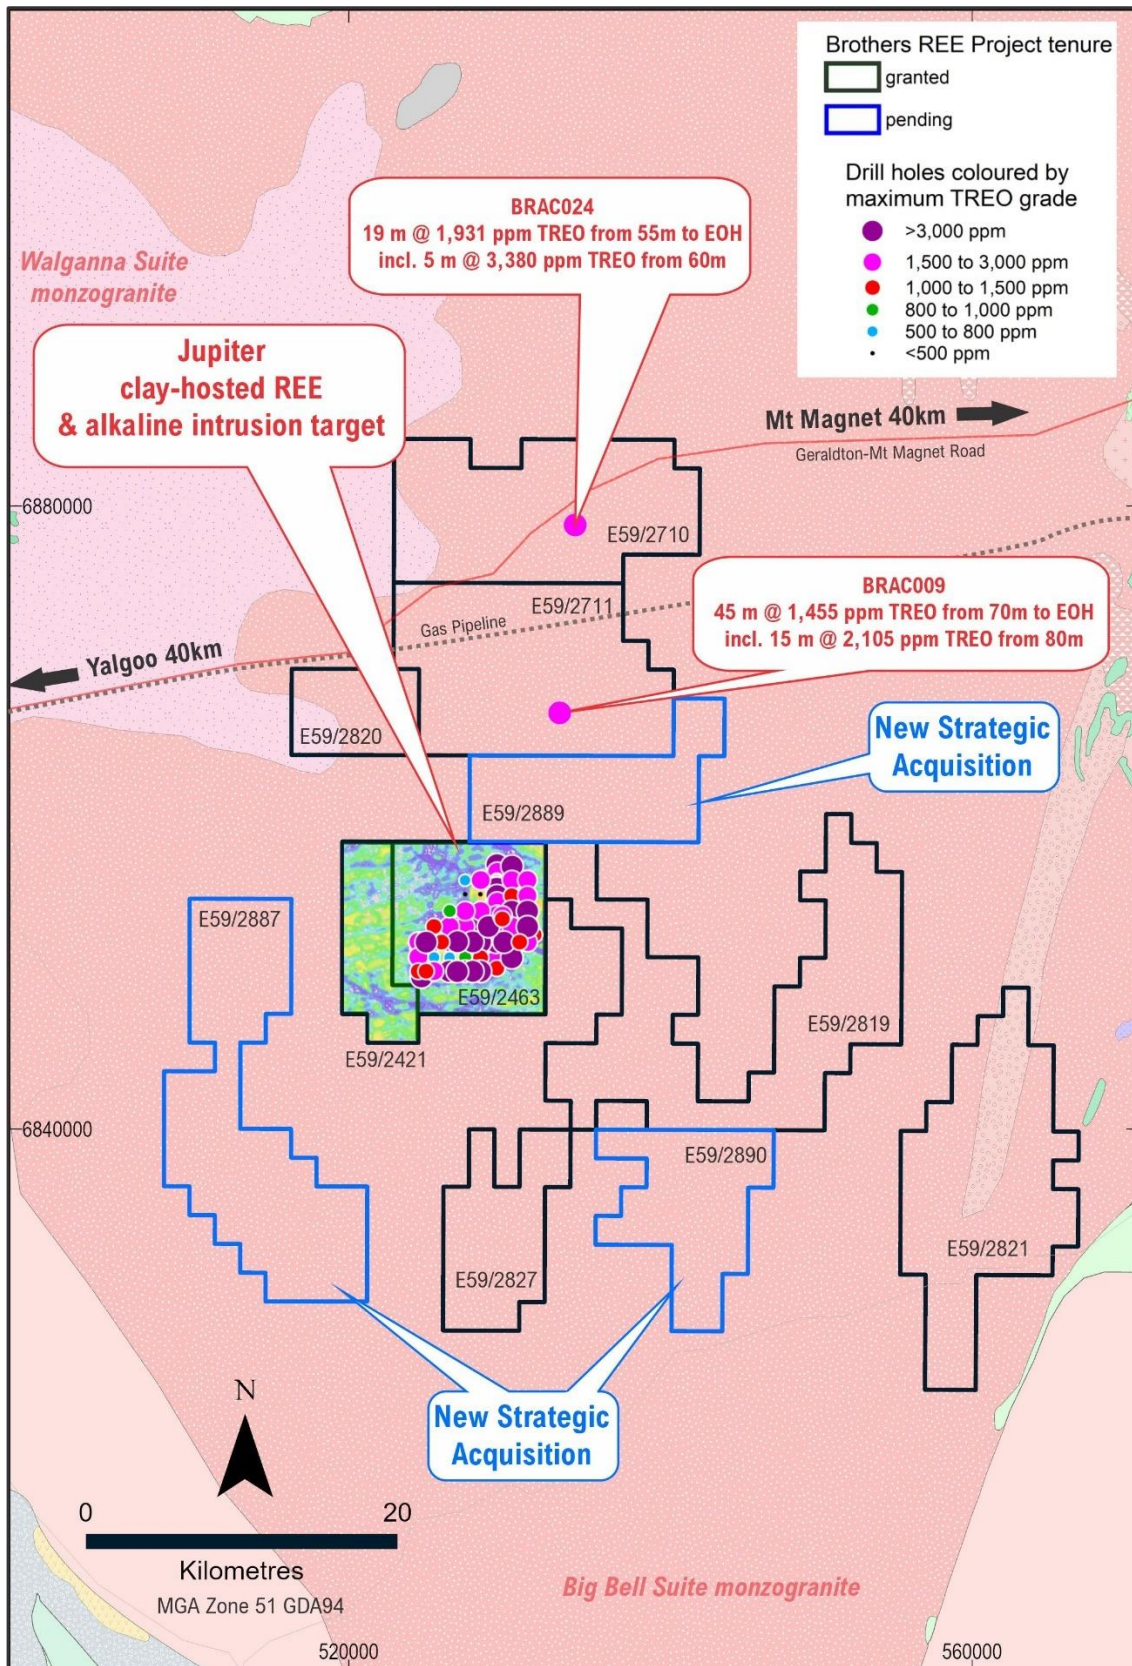 Brothers REE Project tenure
granted
pending
Drill holes coloured by
maximum TREO grade
>3,000 ppm
1,500 to 3,000 ppm
1,000 to 1,500 ppm
800 to 1,000 ppm
500 to 800 ppm
<500 ppm
BRAC024
19 m @ 1,931 ppm TREO from 55m to EOH
incl. 5 m @ 3,380 ppm TREO from 60m
Walganna Suite
monzogranite
Jupiter
clay-hosted REE
& alkaline intrusion target
Mt Magnet 40km
Geraldton-Mt Magnet Road
6880000
E59/2710
E59/2711
BRAC009
45 m @ 1,455 ppm TREO from 70m to EOH
incl. 15 m @ 2,105 ppm TREO from 80m
Gas Pipeline
Yalgoo 40km
E59/2820
New Strategic
Acquisition
E59/2889
E59/2887
E59/2463
E59/2819
E59/2421
6840000
E59/2890
E59/2821
E59/2827
New Strategic
Acquisition
N
0 20
Kilometres
MGA Zone 51 GDA94
Big Bell Suite monzogranite
520000
560000